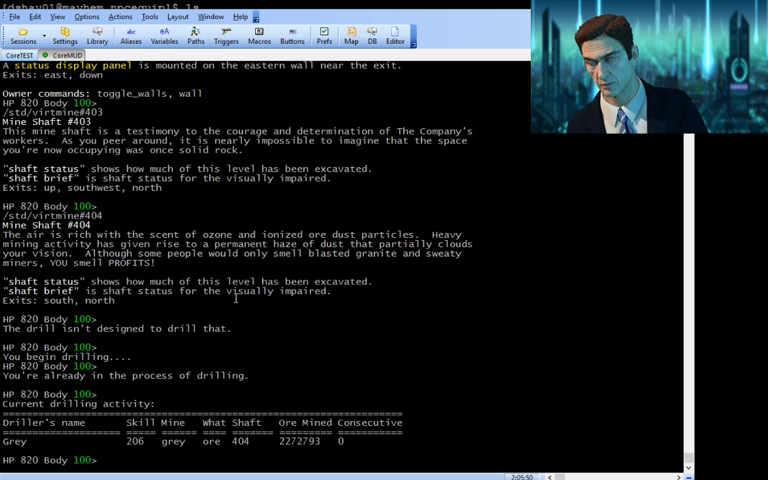 [dshav01@mayhem npcequip]$ ls
File Edit View Options Actions Tools Layout Window Help
Sessions Settings Library Aliases Variables Paths Triggers Macros Buttons Prefs Map DB Editor
CoreTEST CoreMUD
A status display panel is mounted on the eastern wall near the exit.
Exits: east, down
Owner commands: toggle_walls, wall
HP 820 Body 100>
/std/virtmine#403
Mine Shaft #403
This mine shaft is a testimony to the courage and determination of The Company's
workers.  As you peer around, it is nearly impossible to imagine that the space
you're now occupying was once solid rock.
"shaft status" shows how much of this level has been excavated.
"shaft brief" is shaft status for the visually impaired.
Exits: up, southwest, north
HP 820 Body 100>
/std/virtmine#404
Mine Shaft #404
The air is rich with the scent of ozone and ionized ore dust particles.  Heavy
mining activity has given rise to a permanent haze of dust that partially clouds
your vision.  Although some people would only smell blasted granite and sweaty
miners, YOU smell PROFITS!
"shaft status" shows how much of this level has been excavated.
"shaft brief" is shaft status for the visually impaired.
Exits: south, north
HP 820 Body 100>
The drill isn't designed to drill that.
HP 820 Body 100>
You begin drilling....
HP 820 Body 100>
You're already in the process of drilling.
HP 820 Body 100>
Current drilling activity:
Driller's name Skill Mine What Shaft Ore Mined Consecutive
Grey 206 grey ore 404 2272793 0
HP 820 Body 100>
2:05:50